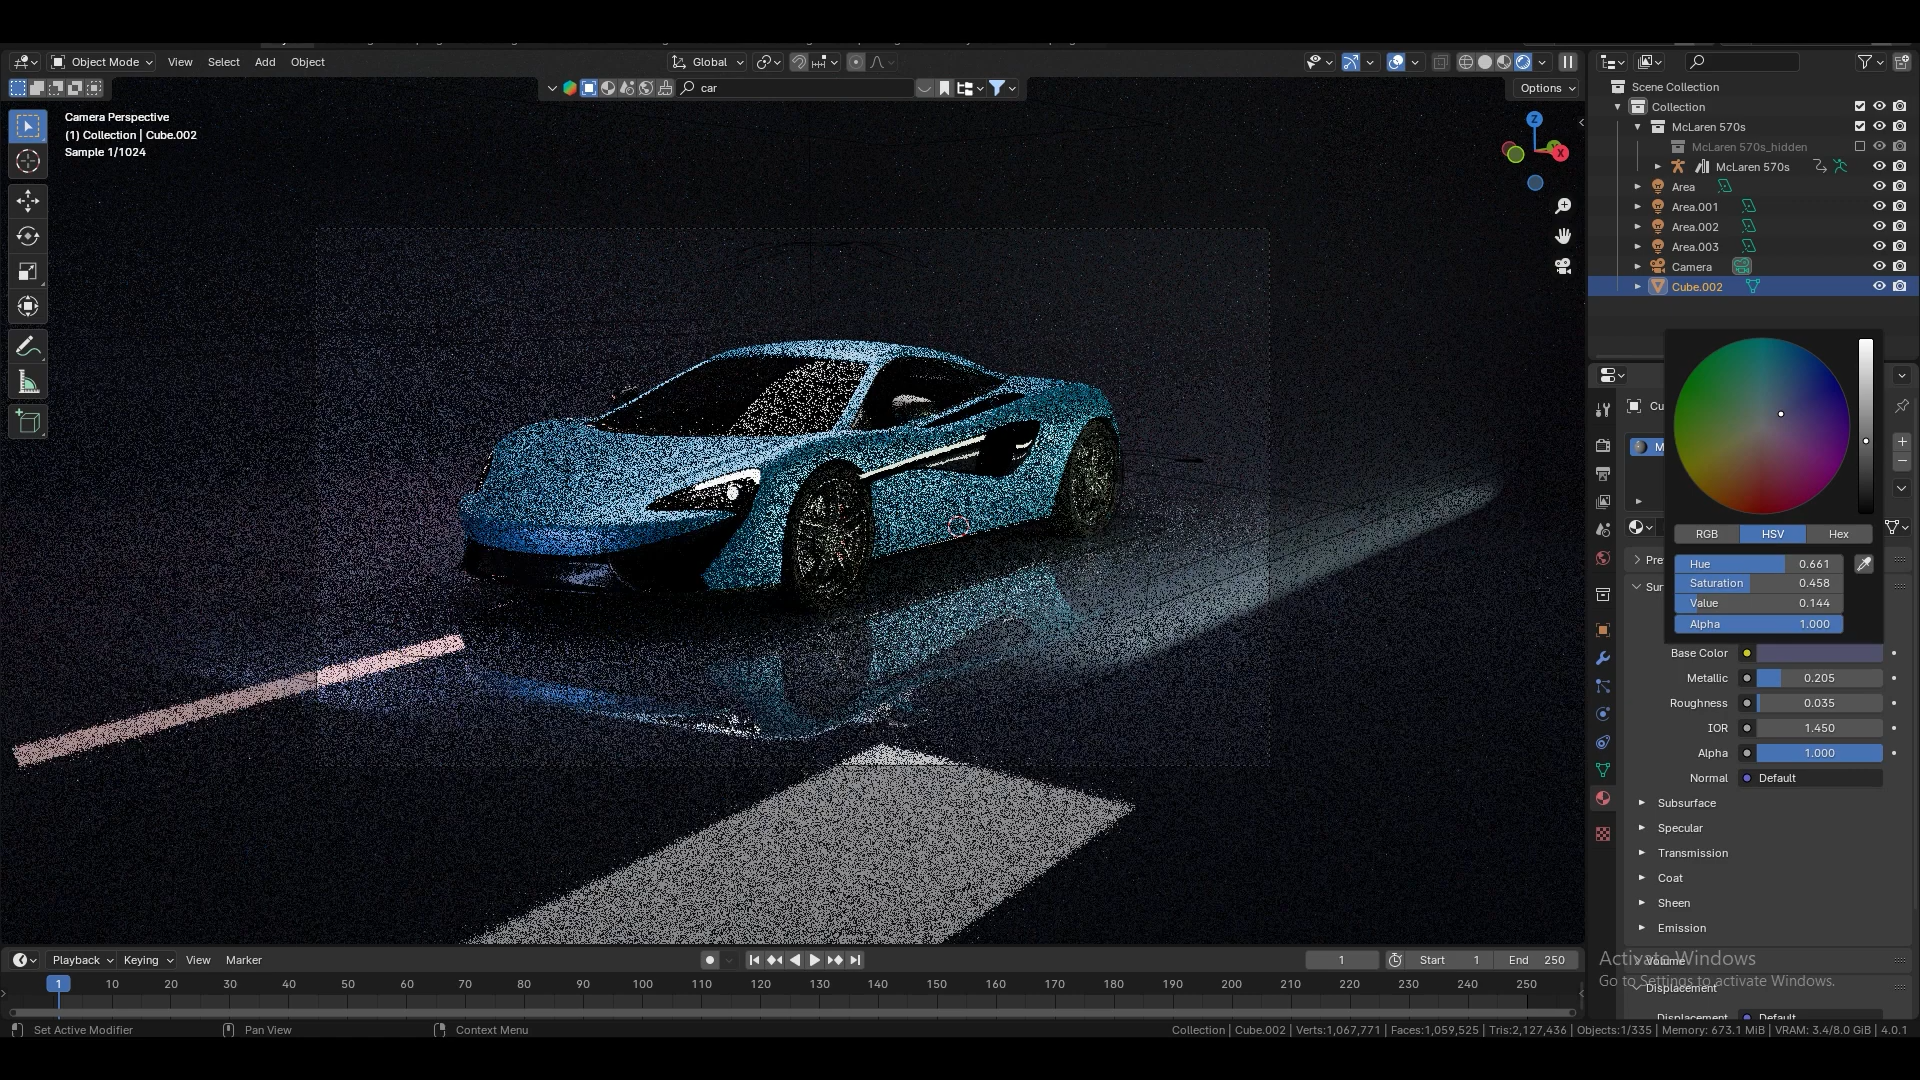 Object Mode View Select Add Object Global
car Options
Camera Perspective
(1) Collection | Cube.002
Sample 1/1024
Z
X
Scene Collection
Collection
McLaren 570s
McLaren 570s_hidden
McLaren 570s
Area
Area.001
Area.002
Area.003
Camera
Cube.002
Cu
M
RGB HSV Hex
Pre
Hue 0.661
Saturation 0.458
Sur
Value 0.144
Alpha 1.000
Base Color
Metallic 0.205
Roughness 0.035
IOR 1.450
Alpha 1.000
Normal Default
Subsurface
Specular
Transmission
Coat
Sheen
Emission
Volume
Activate Windows
Go to Settings to activate Windows.
Displacement
Displacement Default
Playback Keying View Marker 1 Start 1 End 250
1 10 20 30 40 50 60 70 80 90 100 110 120 130 140 150 160 170 180 190 200 210 220 230 240 250
Set Active Modifier Pan View Context Menu Collection | Cube.002 | Verts:1,067,771 | Faces:1,059,525 | Tris:2,127,436 | Objects:1/335 | Memory: 673.1 MiB | VRAM: 3.4/8.0 GiB | 4.0.1